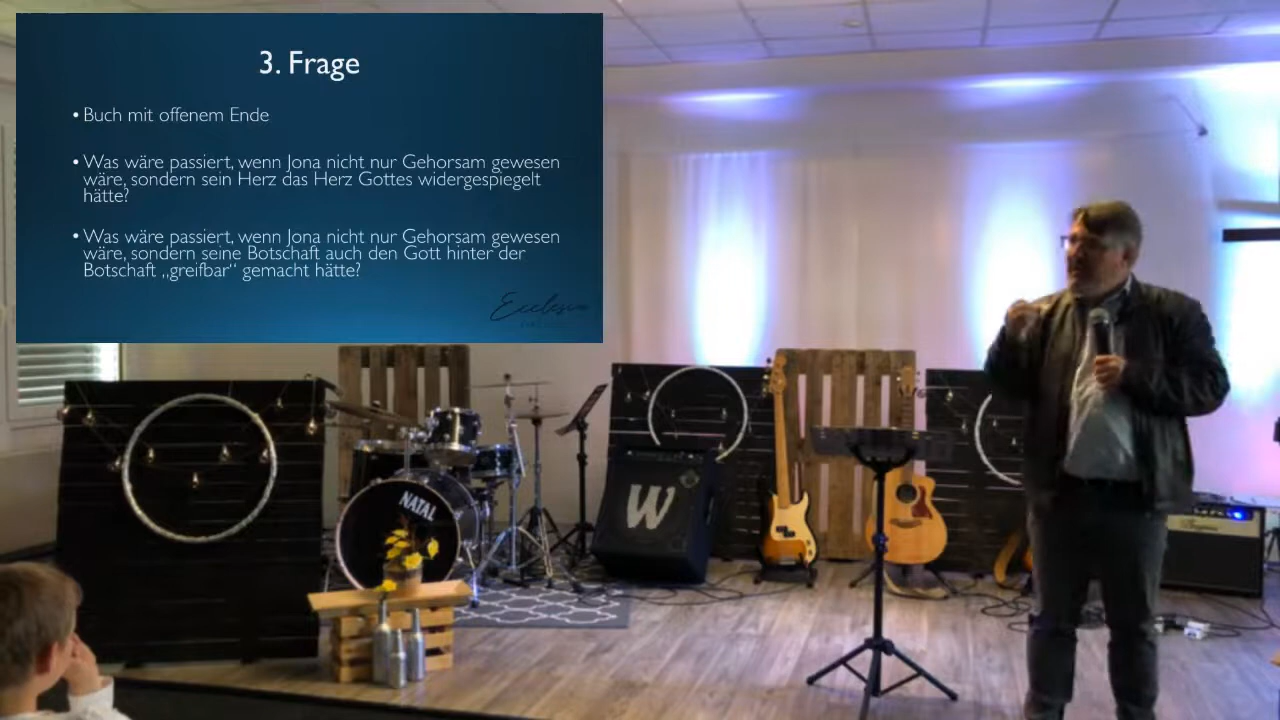 3. Frage
• Buch mit offenem Ende
• Was wäre passiert, wenn Jona nicht nur Gehorsam gewesen
wäre, sondern sein Herz das Herz Gottes widergespiegelt
hätte?
• Was wäre passiert, wenn Jona nicht nur Gehorsam gewesen
wäre, sondern seine Botschaft auch den Gott hinter der
Botschaft „greifbar“ gemacht hätte?
Ecclesia
NATAL
W